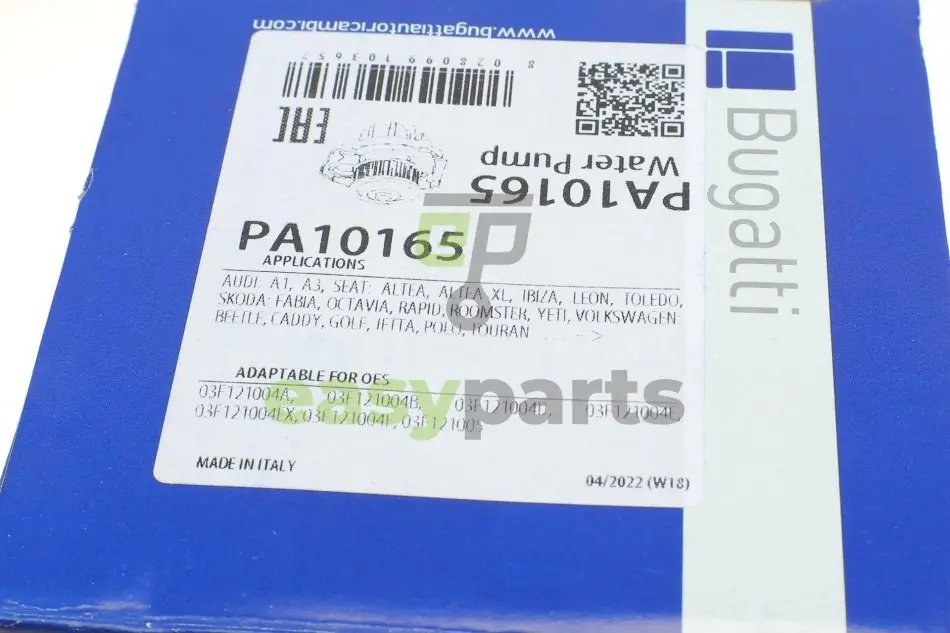 www.bugattiautoricambi.com
8 028099 103657
EAC
Water Pump
PA10165
Bugatti
PA10165
APPLICATIONS
AUDI: A1, A3, SEAT: ALTEA, ALTEA XL, IBIZA, LEON, TOLEDO,
SKODA: FABIA, OCTAVIA, RAPID, ROOMSTER, YETI, VOLKSWAGEN:
BEETLE, CADDY, GOLF, JETTA, POLO, TOURAN ... -->
ADAPTABLE FOR OES
03F121004A, 03F121004B, 03F121004D, 03F121004E,
03F121004EX, 03F121004F, 03F121005
easyparts
MADE IN ITALY
04/2022 (W18)